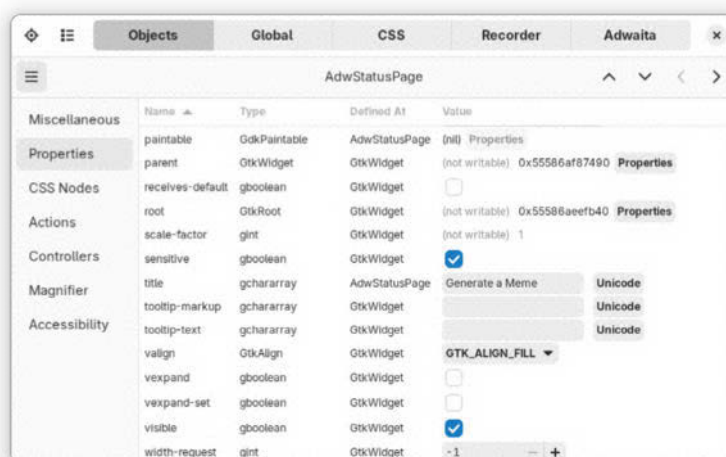 Objects Global CSS Recorder Adwaita
AdwStatusPage
Miscellaneous
Properties
CSS Nodes
Actions
Controllers
Magnifier
Accessibility
Name Type Defined At Value
paintable GdkPaintable AdwStatusPage (nil) Properties
parent GtkWidget GtkWidget (not writable) 0x55586af87490 Properties
receives-default gboolean GtkWidget
root GtkRoot GtkWidget (not writable) 0x55586aeefb40 Properties
scale-factor gint GtkWidget (not writable) 1
sensitive gboolean GtkWidget
title gchararray AdwStatusPage Generate a Meme Unicode
tooltip-markup gchararray GtkWidget Unicode
tooltip-text gchararray GtkWidget Unicode
valign GtkAlign GtkWidget GTK_ALIGN_FILL
vexpand gboolean GtkWidget
vexpand-set gboolean GtkWidget
visible gboolean GtkWidget
width-request gint GtkWidget -1 − +